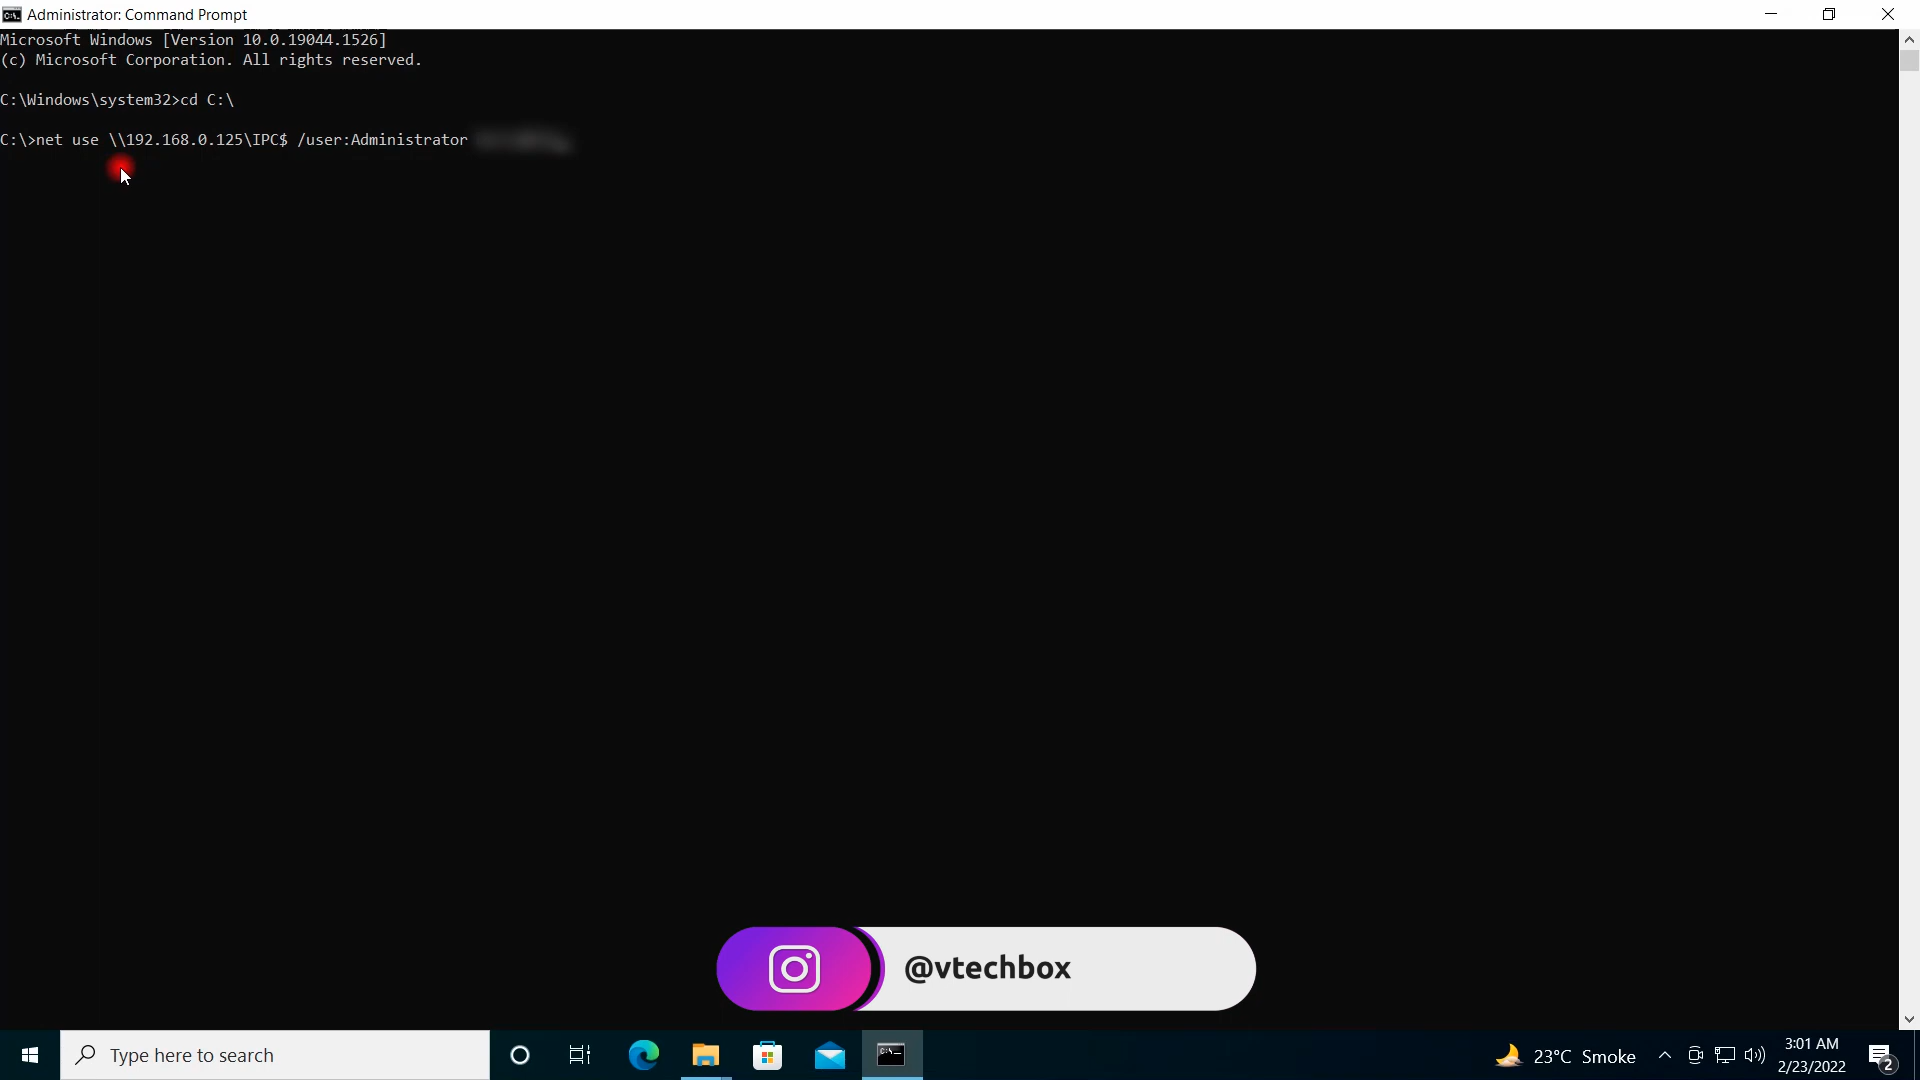 Administrator: Command Prompt
Microsoft Windows [Version 10.0.19044.1526]
(c) Microsoft Corporation. All rights reserved.
C:\Windows\system32>cd C:\
C:\>net use \\192.168.0.125\IPC$ /user:Administrator
@vtechbox
Type here to search
23°C Smoke
3:01 AM
2/23/2022
2